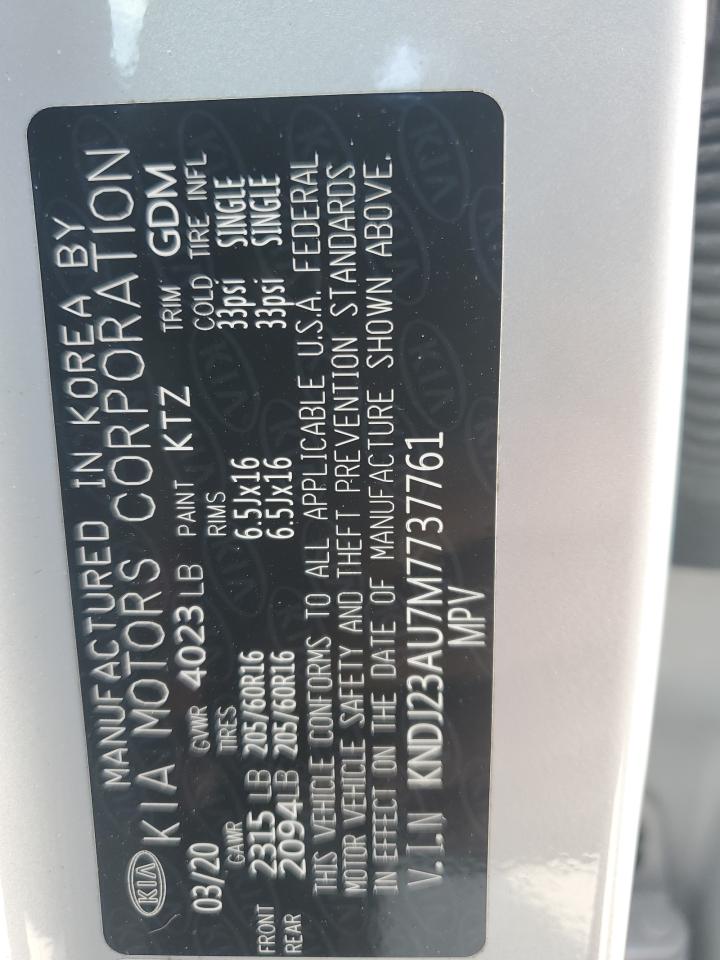 MANUFACTURED IN KOREA BY
KIA KIA MOTORS CORPORATION
03/20 GVWR 4023 LB PAINT KTZ TRIM GDM
GAWR TIRES RIMS COLD TIRE INFL
FRONT 2315 LB 205/60R16 6.5Jx16 33psi SINGLE
REAR 2094 LB 205/60R16 6.5Jx16 33psi SINGLE
THIS VEHICLE CONFORMS TO ALL APPLICABLE U.S.A. FEDERAL
MOTOR VEHICLE SAFETY AND THEFT PREVENTION STANDARDS
IN EFFECT ON THE DATE OF MANUFACTURE SHOWN ABOVE.
V.I.N KNDJ23AU7M7737761
MPV